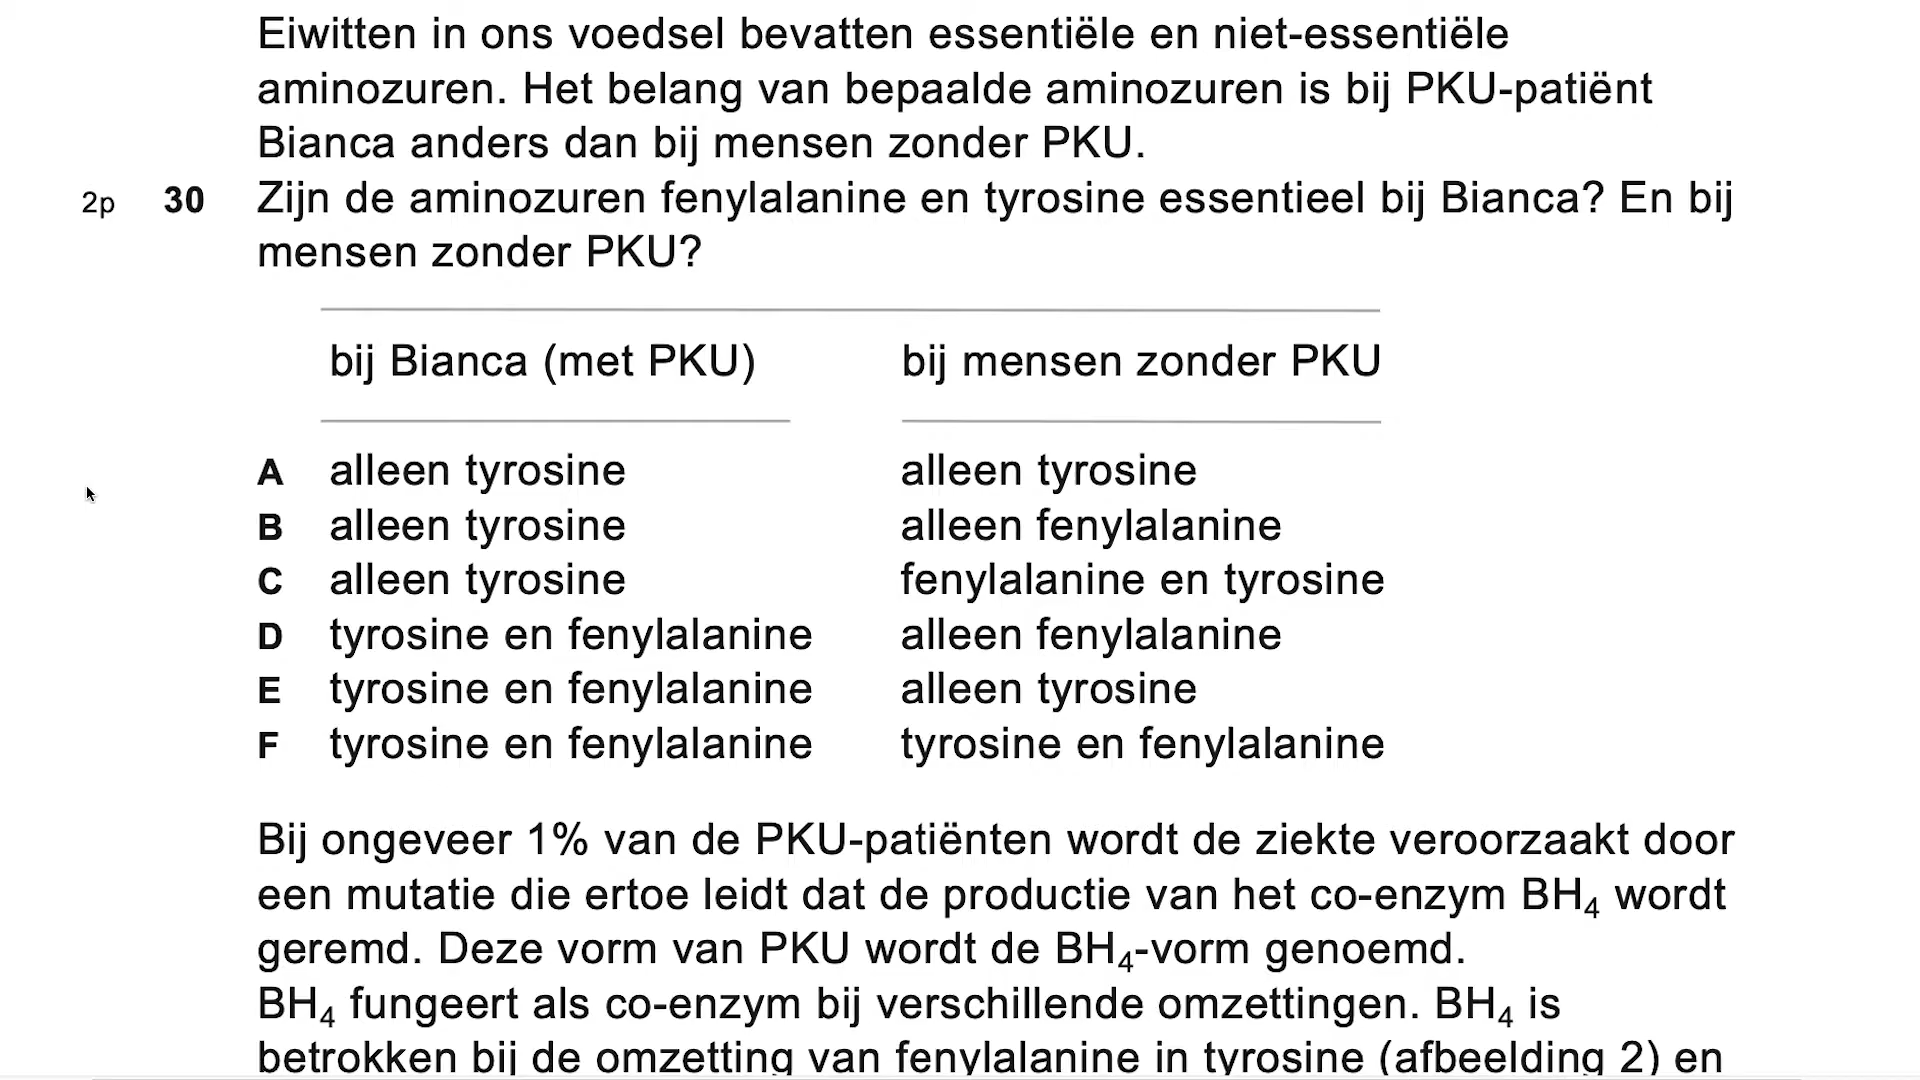 Eiwitten in ons voedsel bevatten essentiële en niet-essentiële
aminozuren. Het belang van bepaalde aminozuren is bij PKU-patiënt
Bianca anders dan bij mensen zonder PKU.
2p 30 Zijn de aminozuren fenylalanine en tyrosine essentieel bij Bianca? En bij
mensen zonder PKU?
bij Bianca (met PKU) bij mensen zonder PKU
A alleen tyrosine alleen tyrosine
B alleen tyrosine alleen fenylalanine
C alleen tyrosine fenylalanine en tyrosine
D tyrosine en fenylalanine alleen fenylalanine
E tyrosine en fenylalanine alleen tyrosine
F tyrosine en fenylalanine tyrosine en fenylalanine
Bij ongeveer 1% van de PKU-patiënten wordt de ziekte veroorzaakt door
een mutatie die ertoe leidt dat de productie van het co-enzym BH₄ wordt
geremd. Deze vorm van PKU wordt de BH₄-vorm genoemd.
BH₄ fungeert als co-enzym bij verschillende omzettingen. BH₄ is
betrokken bij de omzetting van fenylalanine in tyrosine (afbeelding 2) en